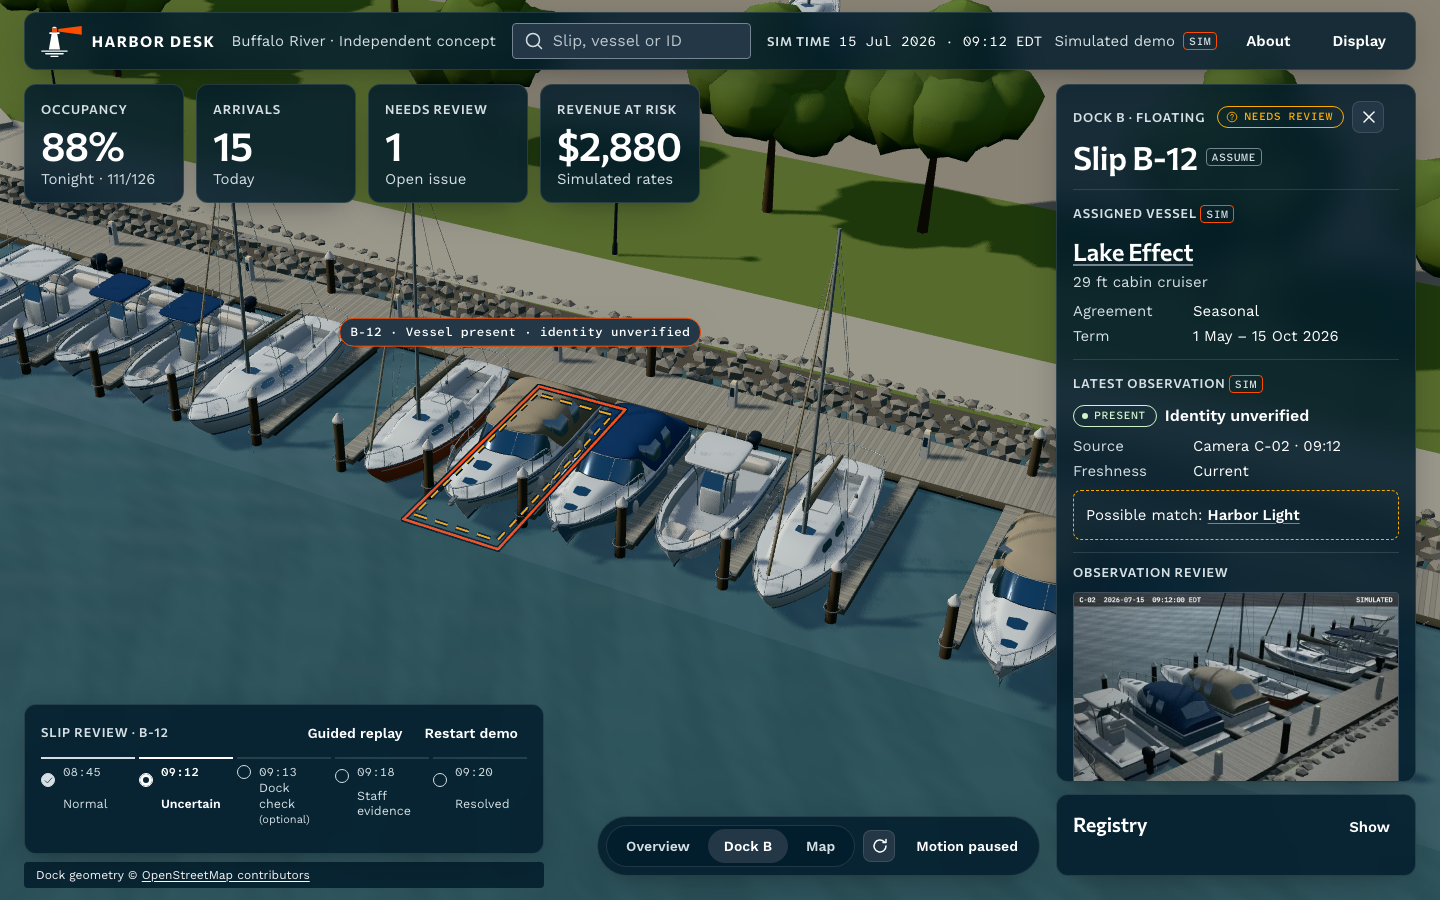 HARBOR DESK
Buffalo River · Independent concept
Slip, vessel or ID
SIM TIME 15 Jul 2026 · 09:12 EDT
Simulated demo SIM
About
Display
OCCUPANCY
88%
Tonight · 111/126
ARRIVALS
15
Today
NEEDS REVIEW
1
Open issue
REVENUE AT RISK
$2,880
Simulated rates
B-12 · Vessel present · identity unverified
DOCK B · FLOATING
NEEDS REVIEW
Slip B-12 ASSUME
ASSIGNED VESSEL SIM
Lake Effect
29 ft cabin cruiser
Agreement Seasonal
Term 1 May – 15 Oct 2026
LATEST OBSERVATION SIM
PRESENT Identity unverified
Source Camera C-02 · 09:12
Freshness Current
Possible match: Harbor Light
OBSERVATION REVIEW
C-02 2026-07-15 09:12:00 EDT SIMULATED
SLIP REVIEW · B-12
Guided replay
Restart demo
08:45
Normal
09:12
Uncertain
09:13
Dock
check
(optional)
09:18
Staff
evidence
09:20
Resolved
Dock geometry © OpenStreetMap contributors
Overview
Dock B
Map
Motion paused
Registry
Show